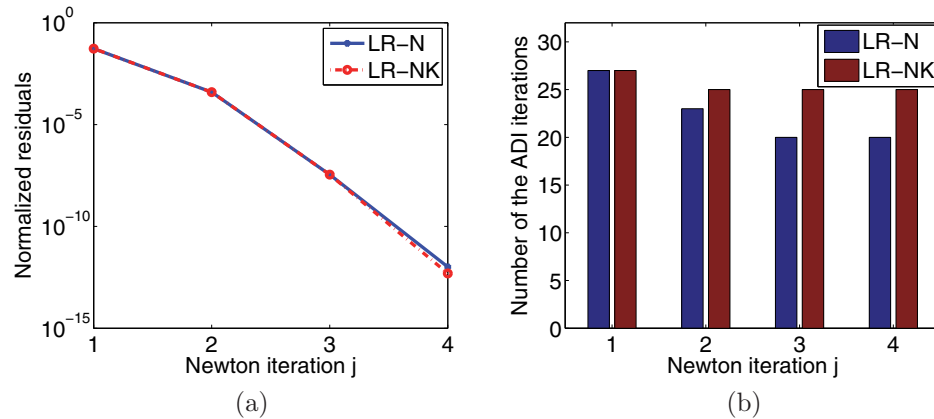 Normalized residuals
10^0
10^−5
10^−10
10^−15
1 2 3 4
Newton iteration j
LR−N
LR−NK
(a)
Number of the ADI iterations
30
25
20
15
10
5
0
1 2 3 4
Newton iteration j
LR−N
LR−NK
(b)